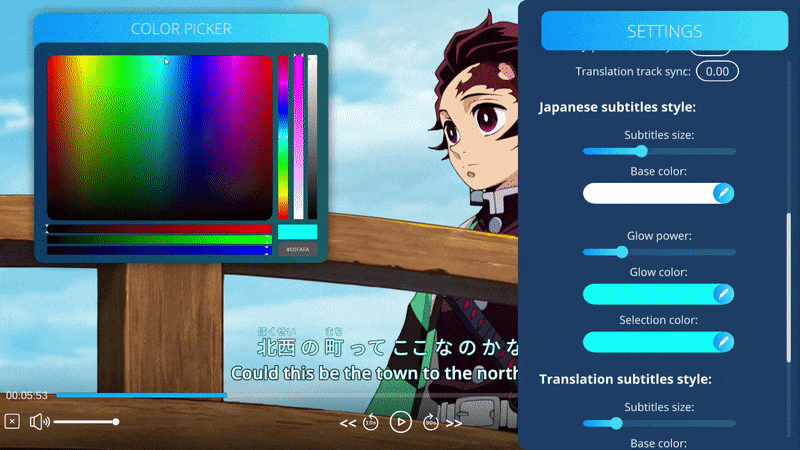 COLOR PICKER
#00FAFA
SETTINGS
Translation track sync: 0.00
Japanese subtitles style:
Subtitles size:
Base color:
Glow power:
Glow color:
Selection color:
Translation subtitles style:
Subtitles size:
Base color:
ほくせい まち
北西の町ってここなのかな
Could this be the town to the north
00:05:53
<< 10s 50s >>